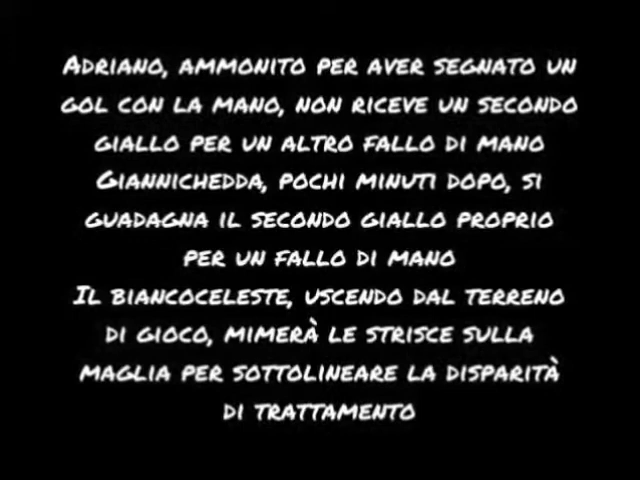 Adriano, ammonito per aver segnato un
gol con la mano, non riceve un secondo
giallo per un altro fallo di mano
Giannichedda, pochi minuti dopo, si
guadagna il secondo giallo proprio
per un fallo di mano
Il biancoceleste, uscendo dal terreno
di gioco, mimerà le strisce sulla
maglia per sottolineare la disparità
di trattamento